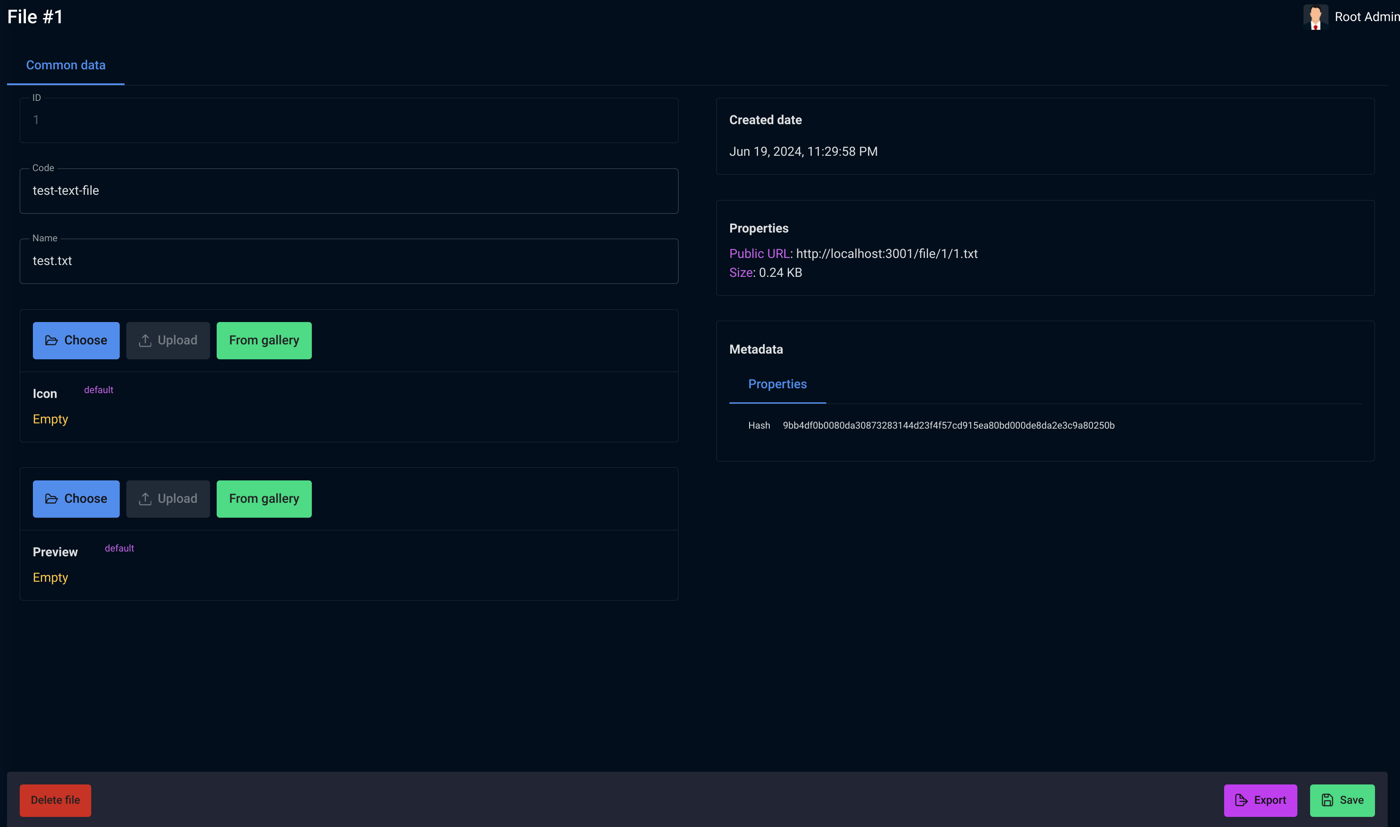 File #1
Root Admin
Common data
ID
1
Code
test-text-file
Name
test.txt
Choose
Upload
From gallery
Icon default
Empty
Choose
Upload
From gallery
Preview default
Empty
Created date
Jun 19, 2024, 11:29:58 PM
Properties
Public URL: http://localhost:3001/file/1/1.txt
Size: 0.24 KB
Metadata
Properties
Hash 9bb4df0b0080da30873283144d23f4f57cd915ea80bd000de8da2e3c9a80250b
Delete file
Export
Save